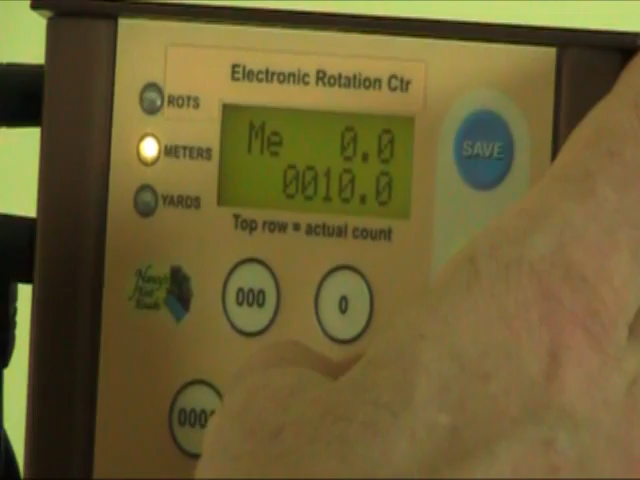 Electronic Rotation Ctr
ROTS
Me 0.0
METERS
0010.0
SAVE
YARDS
Top row = actual count
000
0